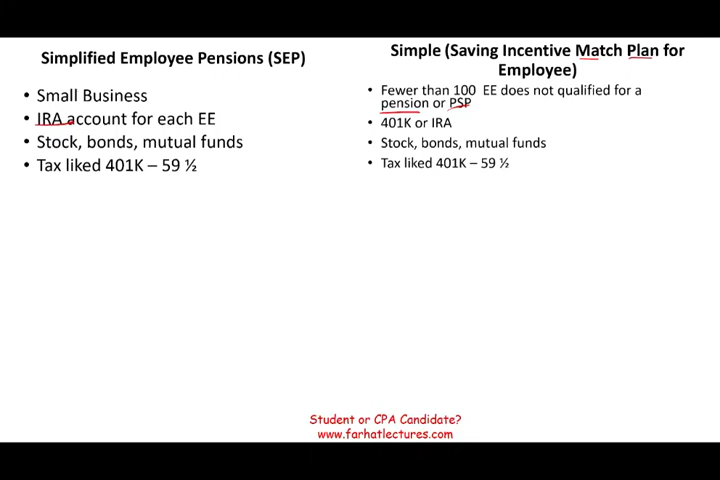 Simplified Employee Pensions (SEP)
• Small Business
• IRA account for each EE
• Stock, bonds, mutual funds
• Tax liked 401K – 59 ½
Simple (Saving Incentive Match Plan for
Employee)
• Fewer than 100 EE does not qualified for a
pension or PSP
• 401K or IRA
• Stock, bonds, mutual funds
• Tax liked 401K – 59 ½
Student or CPA Candidate?
www.farhatlectures.com